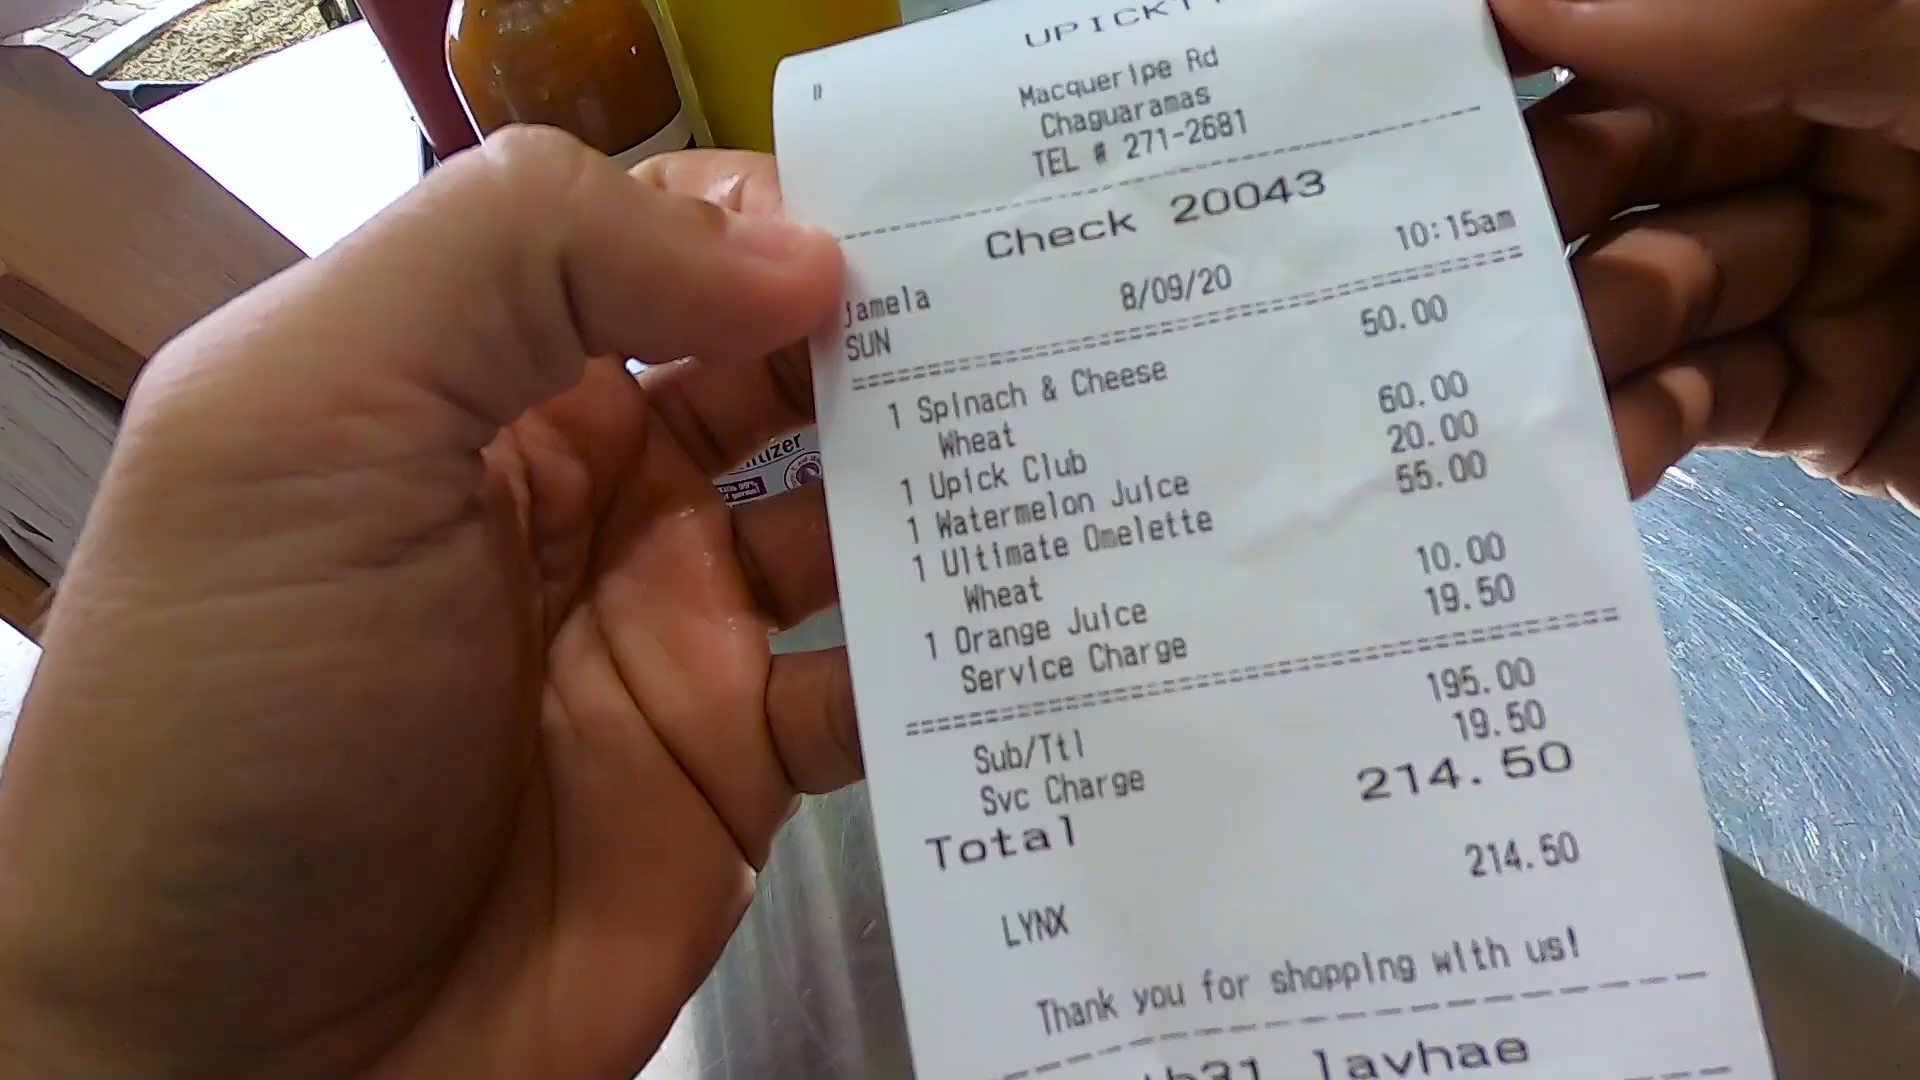 UPICKTT
Macqueripe Rd
Chaguaramas
TEL # 271-2681
Check 20043
Jamela 8/09/20 10:15am
SUN
1 Spinach & Cheese 50.00
Wheat
1 Upick Club 60.00
1 Watermelon Juice 20.00
1 Ultimate Omelette 55.00
Wheat
1 Orange Juice 10.00
Service Charge 19.50
Sub/Ttl 195.00
Svc Charge 19.50
Total 214.50
LYNX 214.50
Thank you for shopping with us!